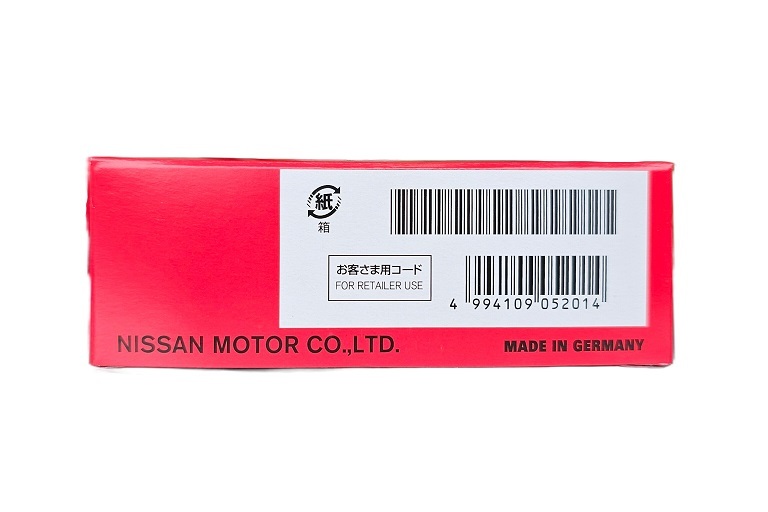 紙
箱
お客さま用コード
FOR RETAILER USE
4 994109 052014
NISSAN MOTOR CO.,LTD.
MADE IN GERMANY